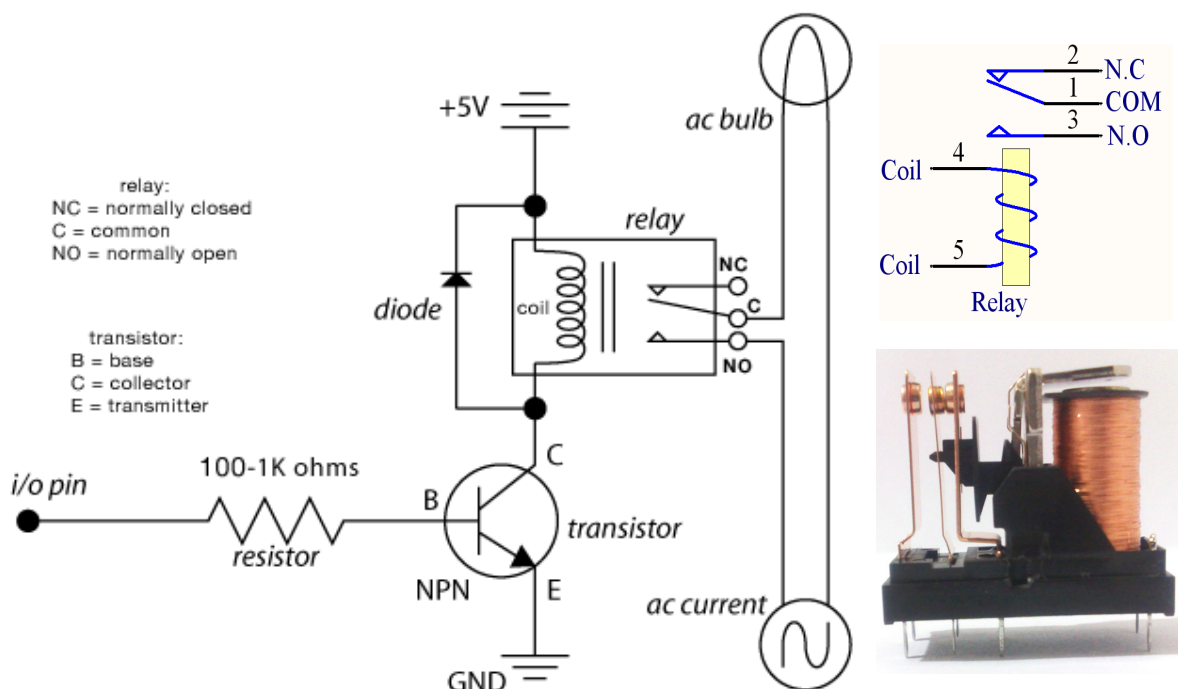 +5V
ac bulb
relay:
NC = normally closed
C = common
NO = normally open
relay
NC
C
NO
coil
diode
transistor:
B = base
C = collector
E = transmitter
100-1K ohms
i/o pin
resistor
B
C
transistor
NPN
E
ac current
GND
2
N.C
1
COM
3
N.O
4
Coil
5
Coil
Relay